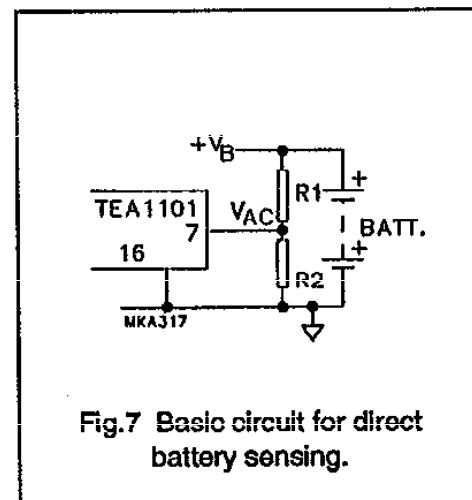 +VB
R1 +
TEA1101 VAC
7 BATT.
+
16
R2
MKA317
Fig.7 Basic circuit for direct
battery sensing.